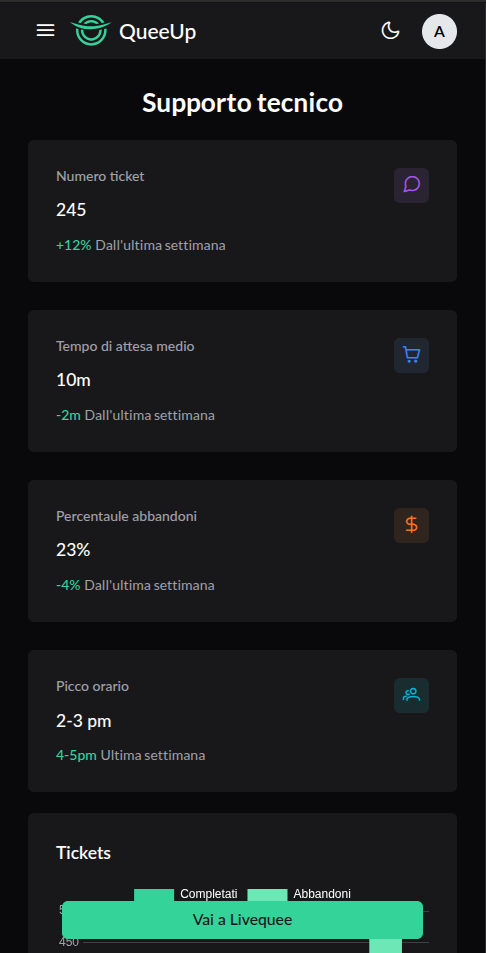 QueeUp
A
Supporto tecnico
Numero ticket
245
+12% Dall'ultima settimana
Tempo di attesa medio
10m
-2m Dall'ultima settimana
Percentaule abbandoni
23%
-4% Dall'ultima settimana
Picco orario
2-3 pm
4-5pm Ultima settimana
Tickets
Completati Abbandoni
Vai a Livequee
450